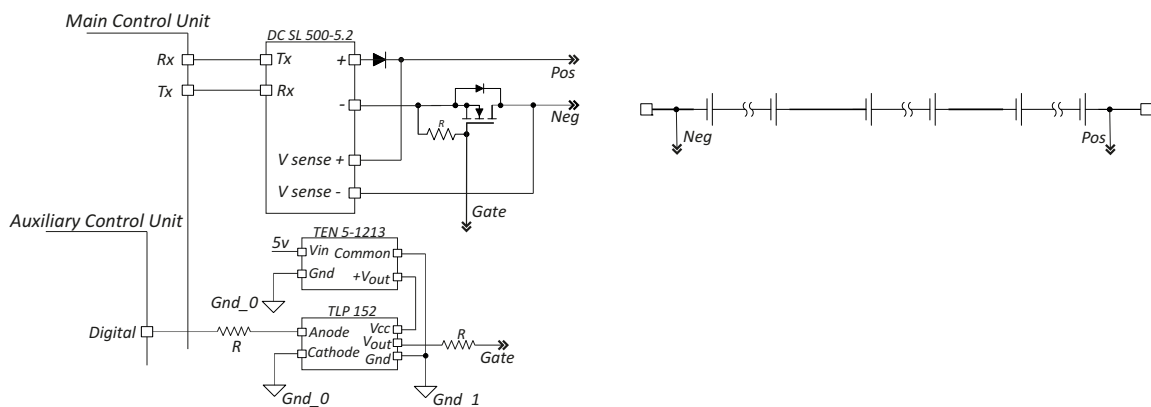 Main Control Unit
DC SL 500-5.2
Rx
Tx
+
Pos
Tx
Rx
-
Neg
R
V sense +
V sense -
Gate
Neg
Pos
Auxiliary Control Unit
TEN 5-1213
5v
Vin
Common
Gnd
+Vout
Gnd_0
TLP 152
Digital
R
Anode
Vcc
Vout
R
Gate
Cathode
Gnd
Gnd_0
Gnd_1